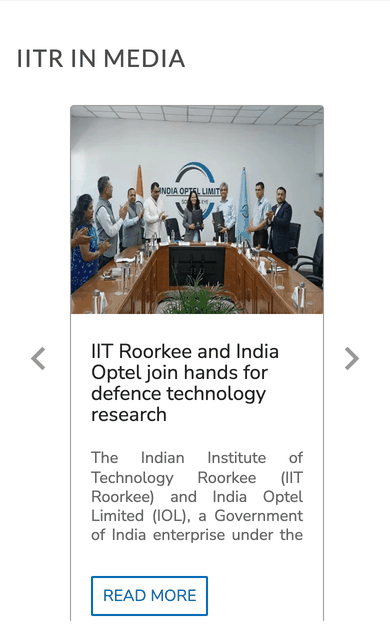 IITR IN MEDIA
INDIA OPTEL LIMIT
IIT Roorkee and India
Optel join hands for
defence technology
research
The Indian Institute of
Technology Roorkee (IIT
Roorkee) and India Optel
Limited (IOL), a Government
of India enterprise under the
READ MORE